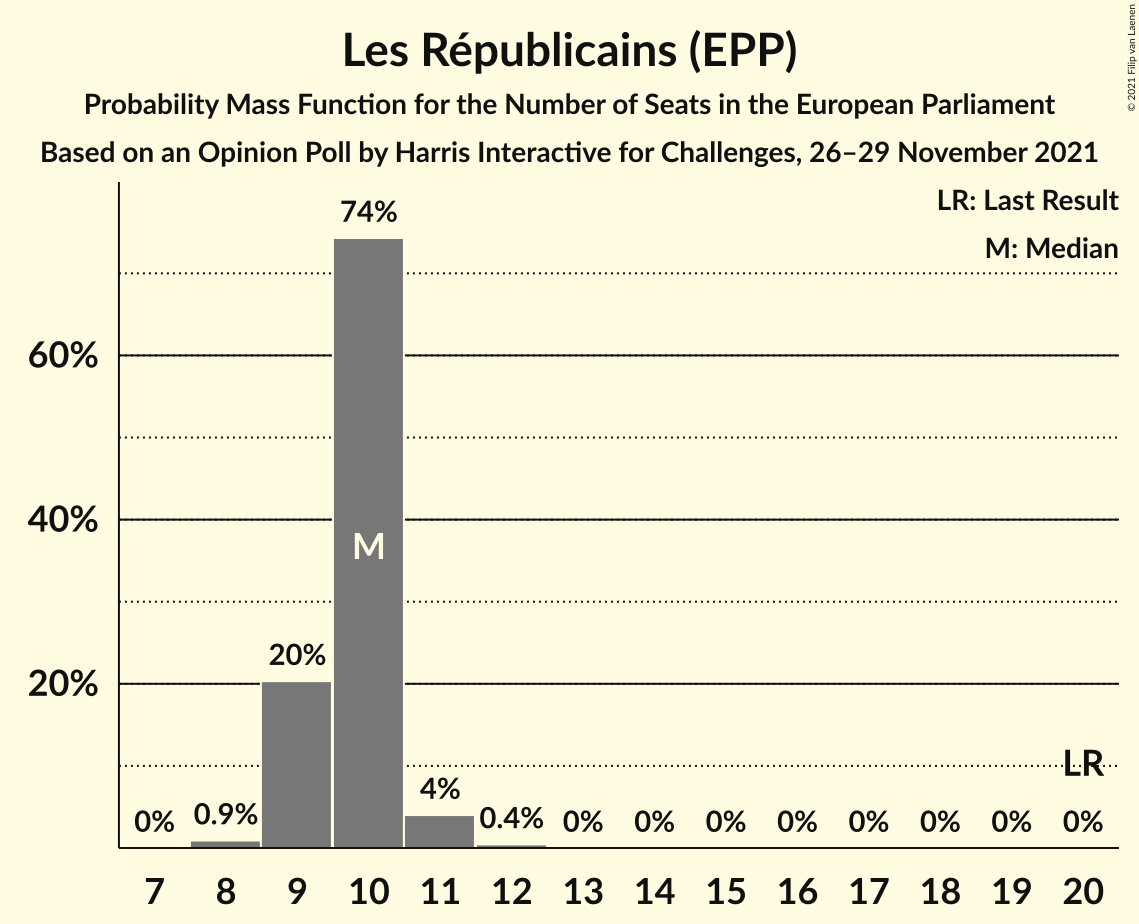 Les Républicains (EPP)
Probability Mass Function for the Number of Seats in the European Parliament
Based on an Opinion Poll by Harris Interactive for Challenges, 26–29 November 2021
© 2021 Filip van Laenen
LR: Last Result
M: Median
74%
60%
40%
M
20%
20%
LR
0% 0.9% 4% 0.4% 0% 0% 0% 0% 0% 0% 0% 0%
7 8 9 10 11 12 13 14 15 16 17 18 19 20